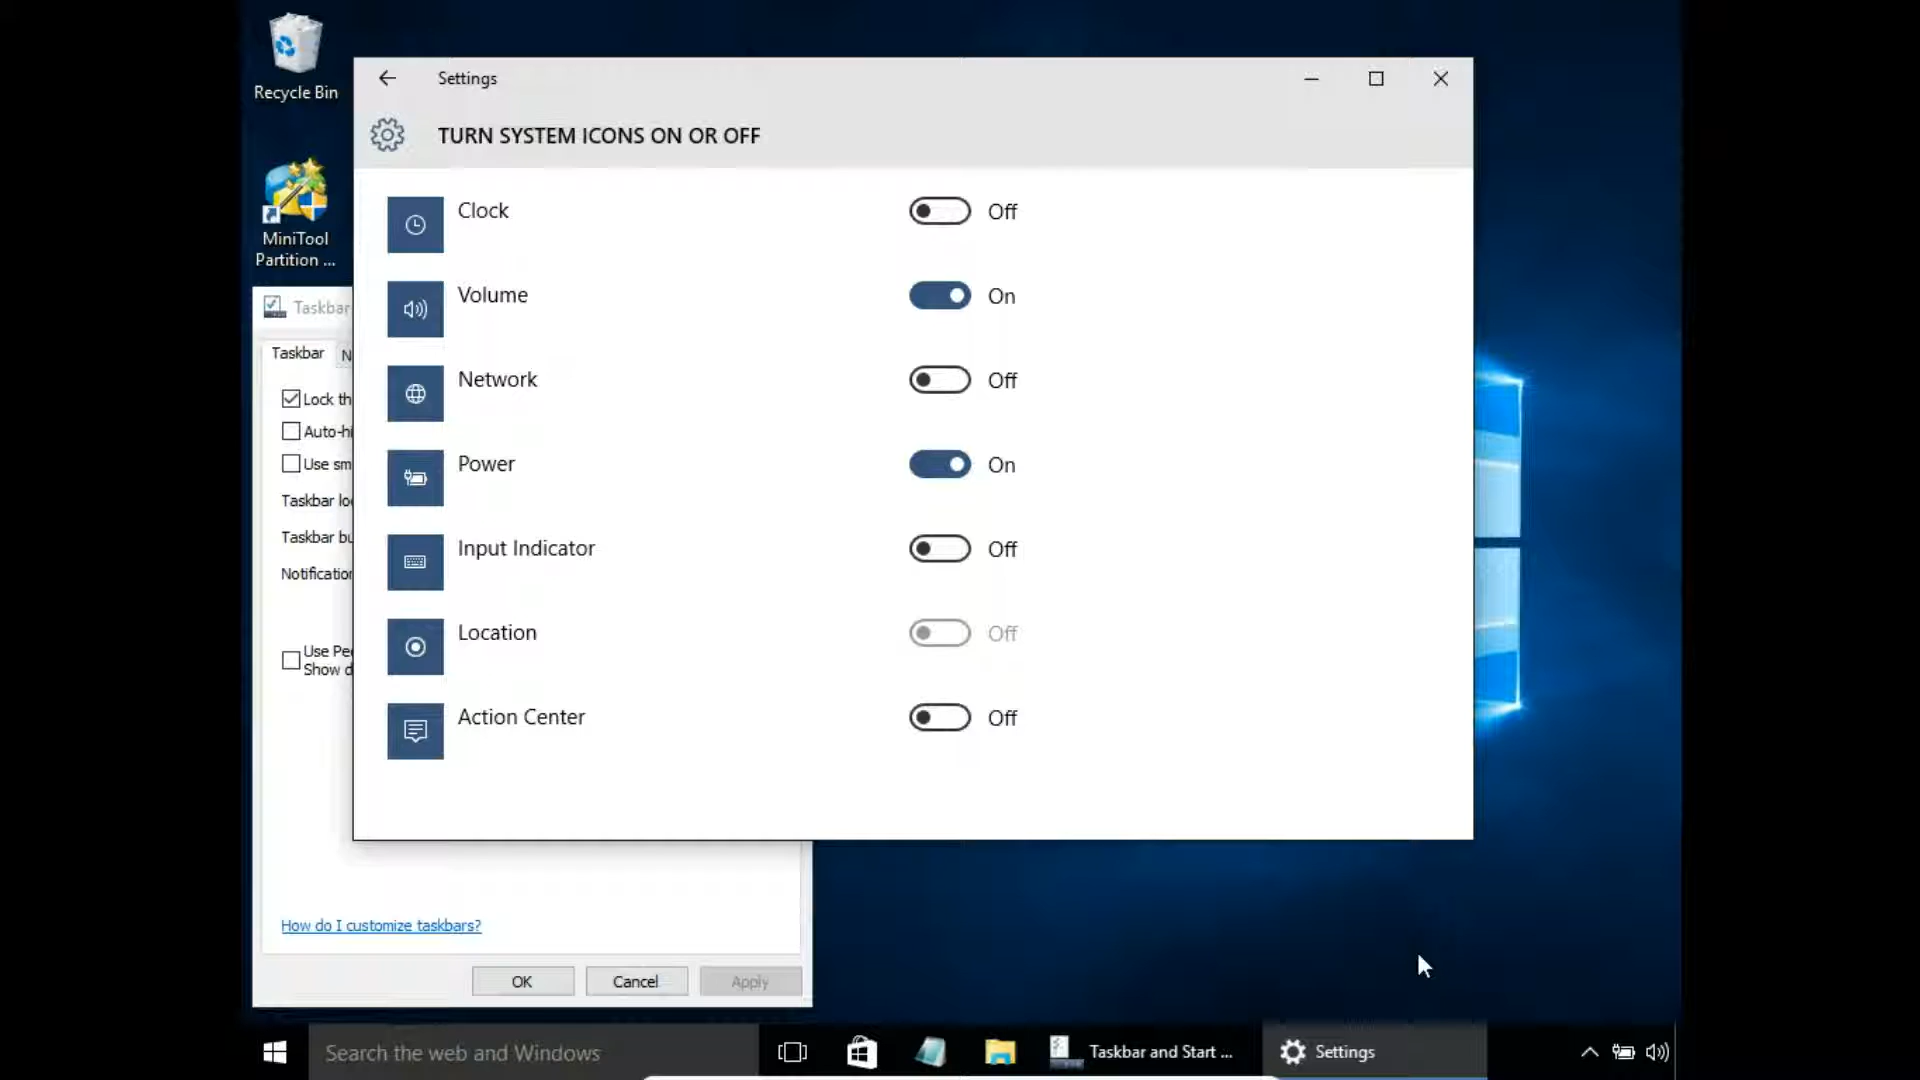 Recycle Bin
MiniTool
Partition ...
Settings
TURN SYSTEM ICONS ON OR OFF
Clock
Off
Volume
On
Network
Off
Power
On
Input Indicator
Off
Location
Off
Action Center
Off
Taskbar
Taskbar
N
Lock th
Auto-hi
Use sm
Taskbar lo
Taskbar bu
Notification
Use Pe
Show d
How do I customize taskbars?
OK
Cancel
Apply
Search the web and Windows
Taskbar and Start ...
Settings